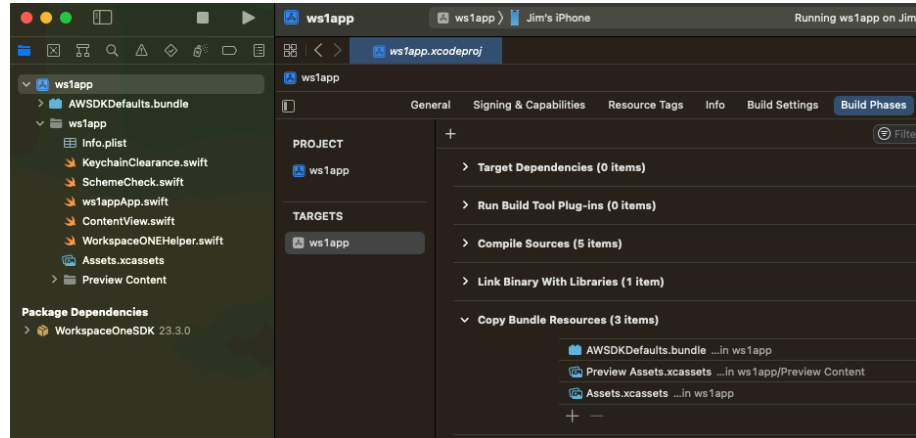 ws1app
ws1app 〉 Jim's iPhone
Running ws1app on Jim
ws1app.xcodeproj
ws1app
AWSDKDefaults.bundle
ws1app
Info.plist
KeychainClearance.swift
SchemeCheck.swift
ws1appApp.swift
ContentView.swift
WorkspaceONEHelper.swift
Assets.xcassets
Preview Content
Package Dependencies
WorkspaceOneSDK 23.3.0
ws1app
General Signing & Capabilities Resource Tags Info Build Settings Build Phases
Filte
PROJECT
ws1app
TARGETS
ws1app
Target Dependencies (0 items)
Run Build Tool Plug-ins (0 items)
Compile Sources (5 items)
Link Binary With Libraries (1 item)
Copy Bundle Resources (3 items)
AWSDKDefaults.bundle ...in ws1app
Preview Assets.xcassets ...in ws1app/Preview Content
Assets.xcassets ...in ws1app